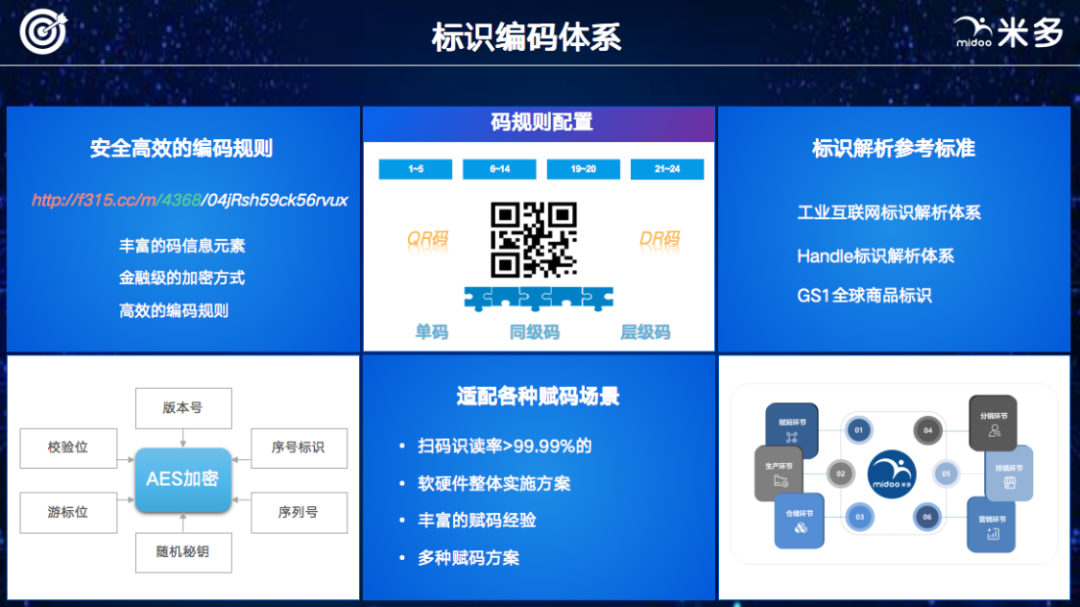 标识编码体系
midoo 米多
安全高效的编码规则
http://f315.cc/m/4368/04jRsh59ck56rvux
丰富的码信息元素
金融级的加密方式
高效的编码规则
码规则配置
1~5
6~14
19~20
21~24
QR码
DR码
单码
同级码
层级码
标识解析参考标准
工业互联网标识解析体系
Handle标识解析体系
GS1全球商品标识
版本号
校验位
序号标识
AES加密
游标位
序列号
随机秘钥
适配各种赋码场景
• 扫码识读率>99.99%的
• 软硬件整体实施方案
• 丰富的赋码经验
• 多种赋码方案
赋码环节
01
04
分销环节
生产环节
02
midoo 米多
05
终端环节
仓储环节
03
06
营销环节